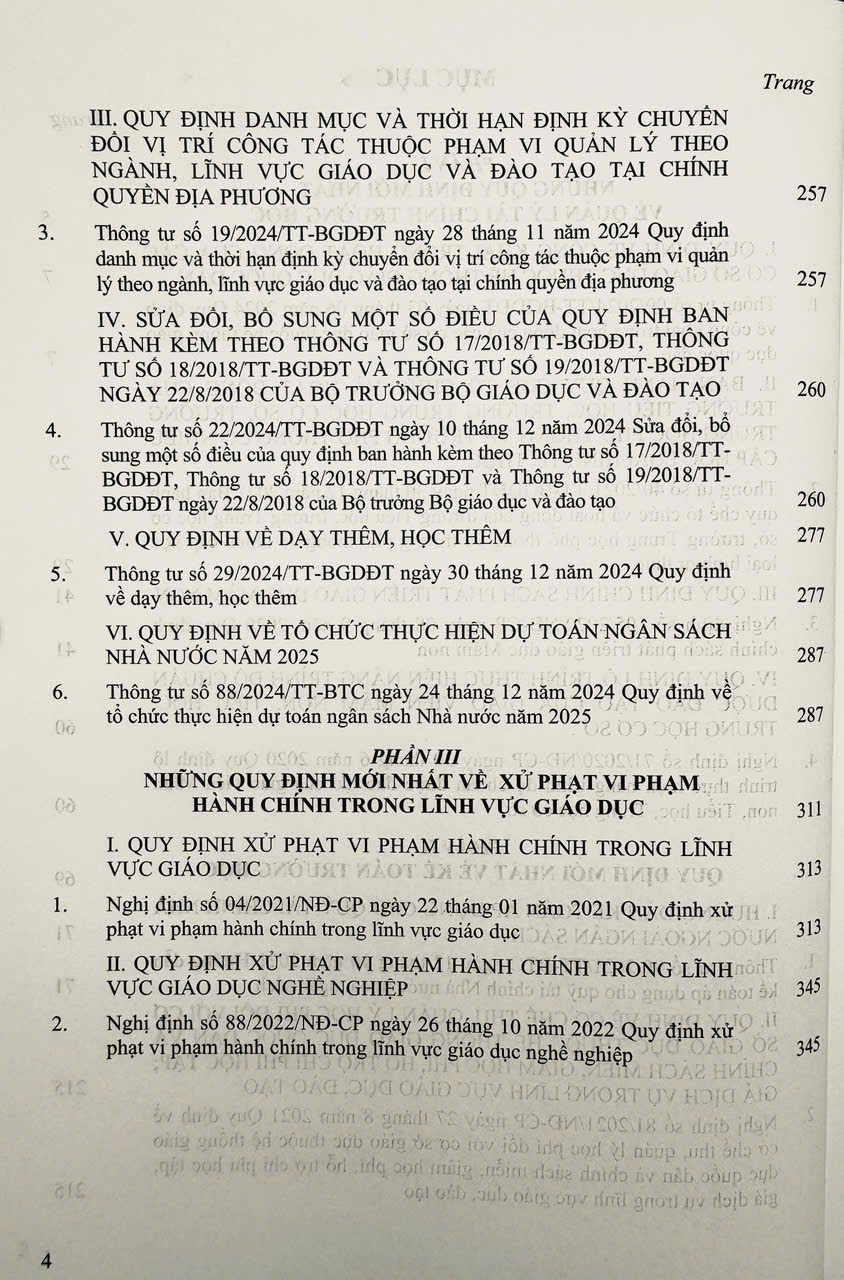 Trang
III. QUY ĐỊNH DANH MỤC VÀ THỜI HẠN ĐỊNH KỲ CHUYỂN
ĐỔI VỊ TRÍ CÔNG TÁC THUỘC PHẠM VI QUẢN LÝ THEO
NGÀNH, LĨNH VỰC GIÁO DỤC VÀ ĐÀO TẠO TẠI CHÍNH
QUYỀN ĐỊA PHƯƠNG 257
3. Thông tư số 19/2024/TT-BGDĐT ngày 28 tháng 11 năm 2024 Quy định
danh mục và thời hạn định kỳ chuyển đổi vị trí công tác thuộc phạm vi quản
lý theo ngành, lĩnh vực giáo dục và đào tạo tại chính quyền địa phương 257
IV. SỬA ĐỔI, BỔ SUNG MỘT SỐ ĐIỀU CỦA QUY ĐỊNH BAN
HÀNH KÈM THEO THÔNG TƯ SỐ 17/2018/TT-BGDĐT, THÔNG
TƯ SỐ 18/2018/TT-BGDĐT VÀ THÔNG TƯ SỐ 19/2018/TT-BGDĐT
NGÀY 22/8/2018 CỦA BỘ TRƯỞNG BỘ GIÁO DỤC VÀ ĐÀO TẠO 260
4. Thông tư số 22/2024/TT-BGDĐT ngày 10 tháng 12 năm 2024 Sửa đổi, bổ
sung một số điều của quy định ban hành kèm theo Thông tư số 17/2018/TT-
BGDĐT, Thông tư số 18/2018/TT-BGDĐT và Thông tư số 19/2018/TT-
BGDĐT ngày 22/8/2018 của Bộ trưởng Bộ giáo dục và đào tạo 260
V. QUY ĐỊNH VỀ DẠY THÊM, HỌC THÊM 277
5. Thông tư số 29/2024/TT-BGDĐT ngày 30 tháng 12 năm 2024 Quy định
về dạy thêm, học thêm 277
VI. QUY ĐỊNH VỀ TỔ CHỨC THỰC HIỆN DỰ TOÁN NGÂN SÁCH
NHÀ NƯỚC NĂM 2025 287
6. Thông tư số 88/2024/TT-BTC ngày 24 tháng 12 năm 2024 Quy định về
tổ chức thực hiện dự toán ngân sách Nhà nước năm 2025 287
PHẦN III
NHỮNG QUY ĐỊNH MỚI NHẤT VỀ XỬ PHẠT VI PHẠM
HÀNH CHÍNH TRONG LĨNH VỰC GIÁO DỤC 311
I. QUY ĐỊNH XỬ PHẠT VI PHẠM HÀNH CHÍNH TRONG LĨNH
VỰC GIÁO DỤC 313
1. Nghị định số 04/2021/NĐ-CP ngày 22 tháng 01 năm 2021 Quy định xử
phạt vi phạm hành chính trong lĩnh vực giáo dục 313
II. QUY ĐỊNH XỬ PHẠT VI PHẠM HÀNH CHÍNH TRONG LĨNH
VỰC GIÁO DỤC NGHỀ NGHIỆP 345
2. Nghị định số 88/2022/NĐ-CP ngày 26 tháng 10 năm 2022 Quy định xử
phạt vi phạm hành chính trong lĩnh vực giáo dục nghề nghiệp 345
4